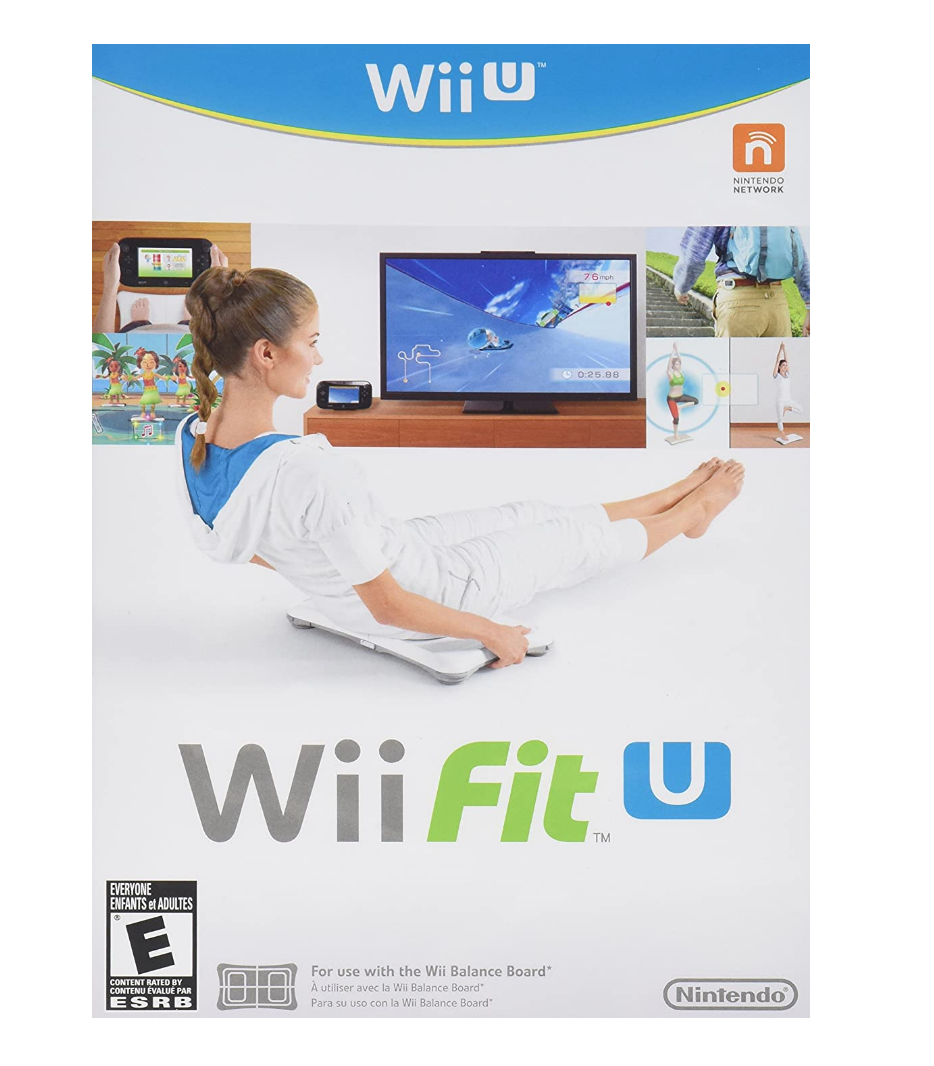 Wii U™
NINTENDO
NETWORK
76 mph
0:25.88
Wii Fit U
™
EVERYONE
ENFANTS et ADULTES
®
E
CONTENT RATED BY
CONTENU ÉVALUÉ PAR
ESRB
For use with the Wii Balance Board*
À utiliser avec la Wii Balance Board*
Para su uso con la Wii Balance Board*
Nintendo®